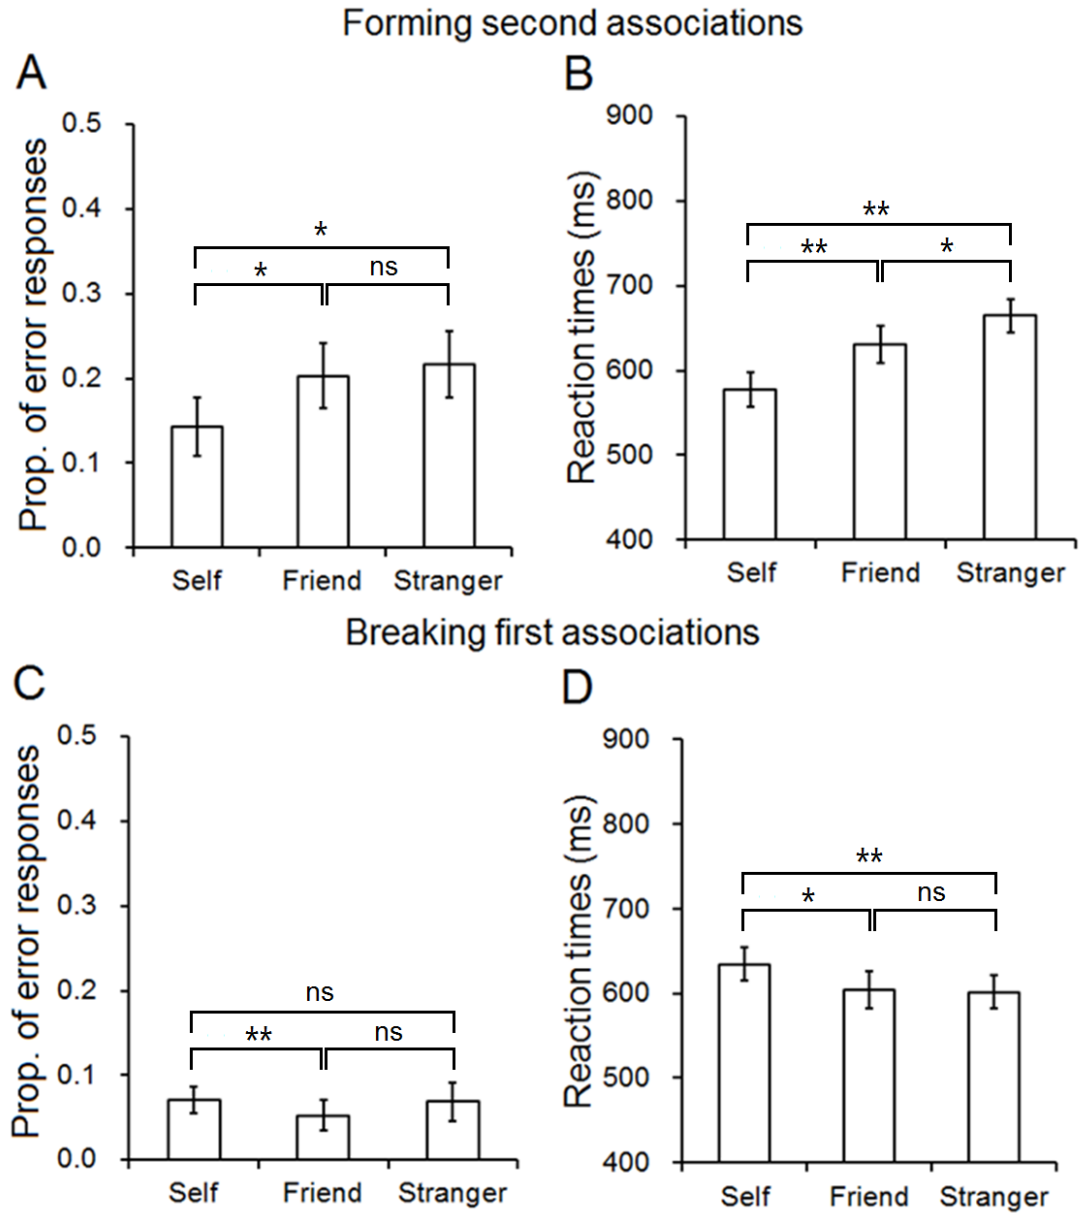 Forming second associations
A
Prop. of error responses
0.5
0.4
0.3
0.2
0.1
0.0
*
*
ns
Self
Friend
Stranger
B
Reaction times (ms)
900
800
700
600
500
400
**
**
*
Self
Friend
Stranger
Breaking first associations
C
Prop. of error responses
0.5
0.4
0.3
0.2
0.1
0.0
ns
**
ns
Self
Friend
Stranger
D
Reaction times (ms)
900
800
700
600
500
400
**
*
ns
Self
Friend
Stranger